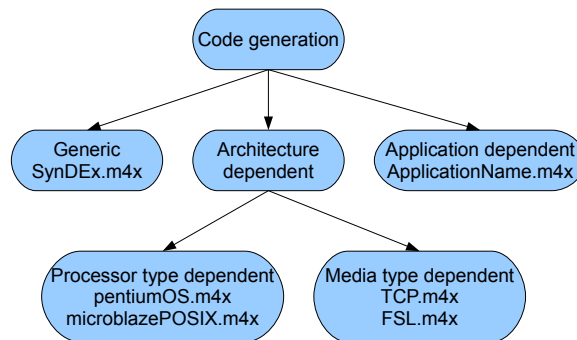 Code generation
Generic
SynDEx.m4x
Architecture
dependent
Application dependent
ApplicationName.m4x
Processor type dependent
pentiumOS.m4x
microblazePOSIX.m4x
Media type dependent
TCP.m4x
FSL.m4x